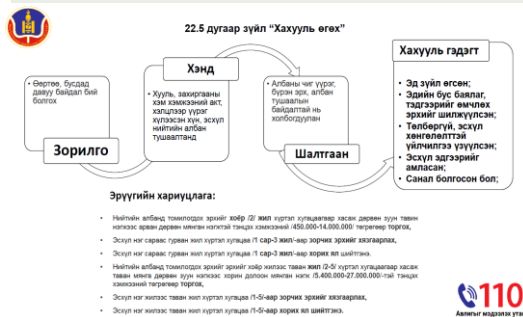 22.5 дугаар зүйл “Хахууль өгөх”
• Өөртөө, бусдад
давуу байдал бий
болгох
Зорилго
Хэнд
• Хууль, захиргааны
хэм хэмжээний акт,
хэлцлээр үүрэг
хүлээсэн хүн, эсхүл
нийтийн албан
тушаалтанд
• Албаны чиг үүрэг,
бүрэн эрх, албан
тушаалын
байдалтай нь
холбогдуулан
Шалтгаан
Хахууль гэдэгт
• Эд зүйл өгсөн;
• Эдийн бус баялаг,
тэдгээрийг өмчлөх
эрхийг шилжүүлсэн;
• Төлбөргүй, эсхүл
хөнгөлөлттэй
үйлчилгээ үзүүлсэн;
• Эсхүл эдгээрийг
амласан;
• Санал болгосон бол;
Эрүүгийн хариуцлага:
• Нийтийн албанд томилогдох эрхийг хоёр /2/ жил хүртэл хугацаагаар хасаж дөрвөн зуун тавин
нэгжээс арван дөрвөн мянган нэгжтэй тэнцэх хэмжээний /450.000-14.000.000/ төгрөгөөр торгох,
• Эсхүл нэг сараас гурван жил хүртэл хугацаа /1 сар-3 жил/-аар зорчих эрхийг хязгаарлах,
• Эсхүл нэг сараас гурван жил хүртэл хугацаа /1 сар-3 жил/-аар хорих ял шийтгэнэ.
• Нийтийн албанд томилогдох эрхийг эрхийг хоёр жилээс таван жил /2-5/ жил хүртэл хугацаагаар хасаж
таван мянга дөрвөн зуун нэгжээс хорин долоон мянган нэгж /5.400.000-27.000.000/-тэй тэнцэх
хэмжээний төгрөгөөр торгох,
• Эсхүл нэг жилээс таван жил хүртэл хугацаа /1-5/-аар зорчих эрхийг хязгаарлах,
• Эсхүл нэг жилээс таван жил хүртэл хугацаа /1-5/-аар хорих ял шийтгэнэ.
110
Авлигыг мэдээлэх утас